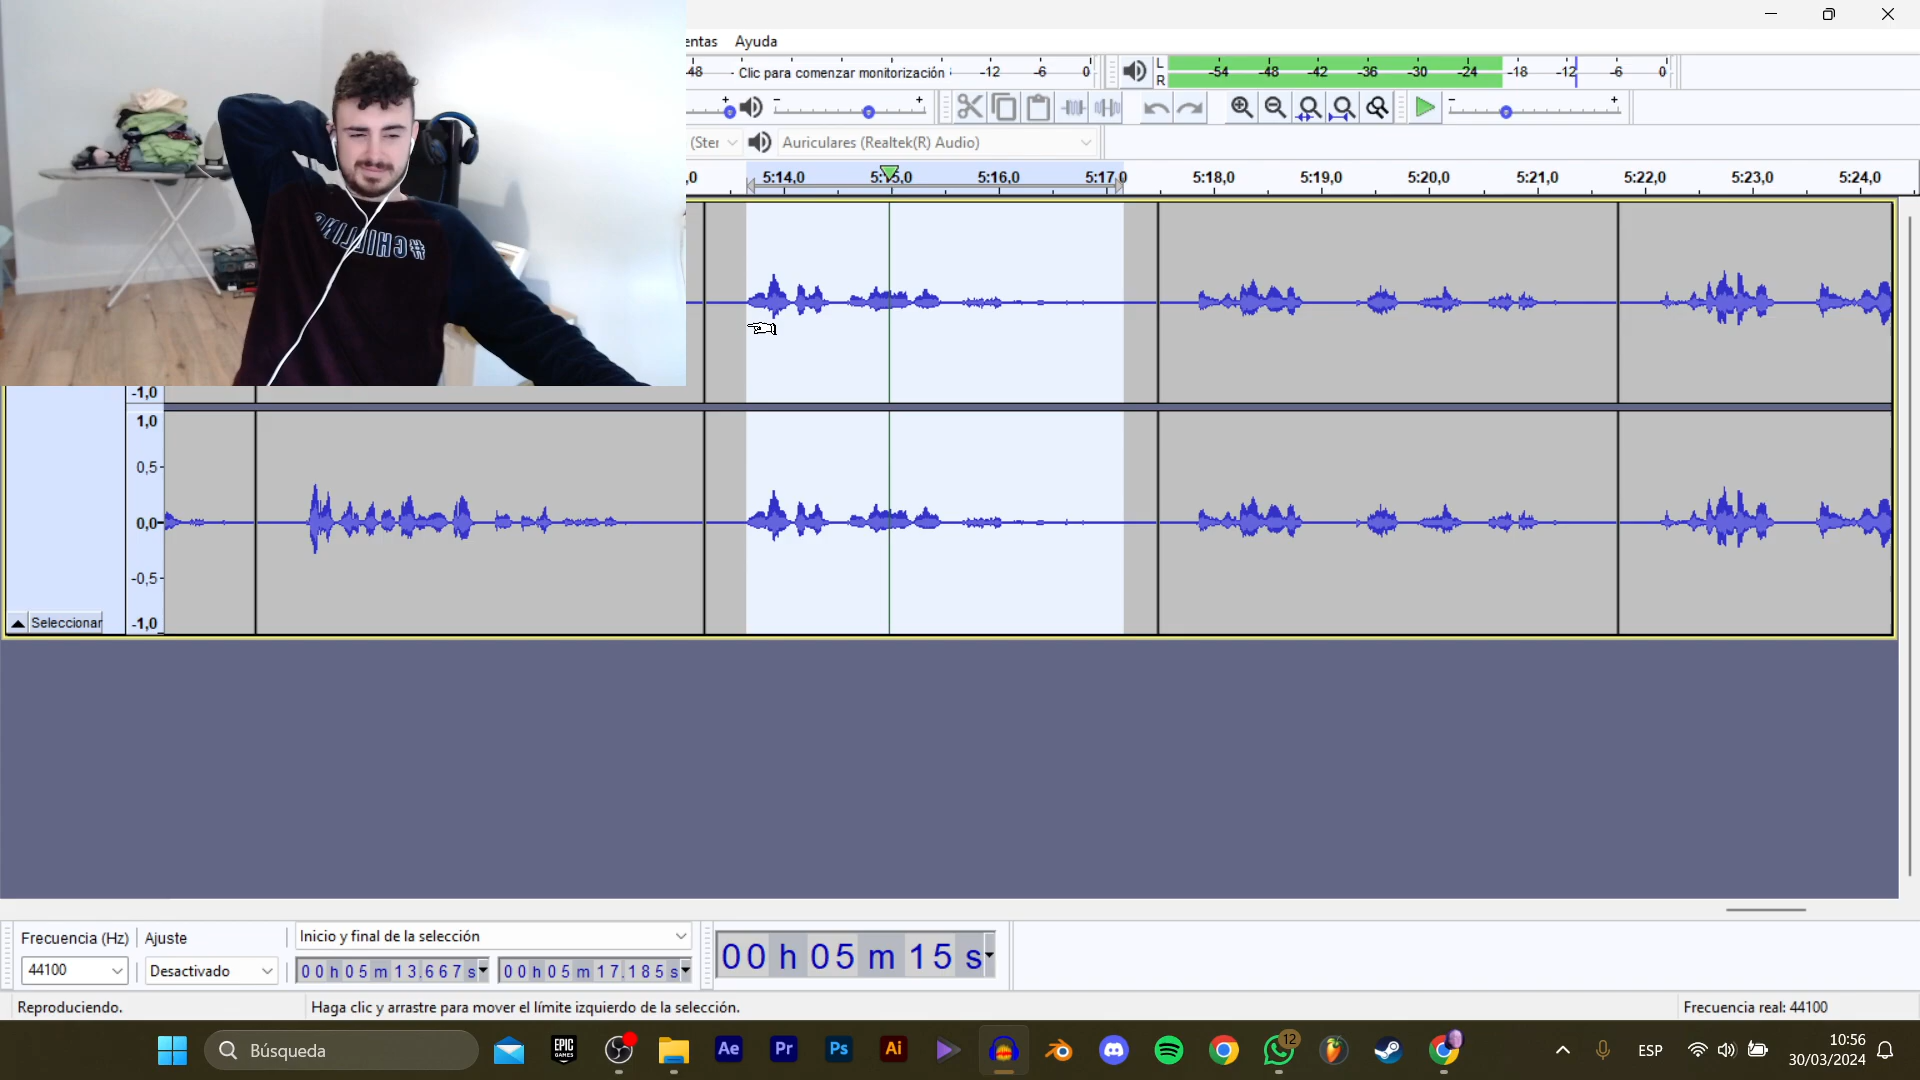 entas Ayuda
-48 - Clic para comenzar monitorización -12 -6 0
L
R
-54 -48 -42 -36 -30 -24 -18 -12 -6 0
- + - + - +
(Ster
Auriculares (Realtek(R) Audio)
,0 5:14,0 5:15,0 5:16,0 5:17,0 5:18,0 5:19,0 5:20,0 5:21,0 5:22,0 5:23,0 5:24,0
#CHILLING
-1,0
1,0
0,5-
0,0-
-0,5-
-1,0
Seleccionar
Frecuencia (Hz) Ajuste
Inicio y final de la selección
44100
Desactivado
00h05m13.667s
00h05m17.185s
00h05m15s
Reproduciendo.
Haga clic y arrastre para mover el límite izquierdo de la selección.
Frecuencia real: 44100
Búsqueda
EPIC GAMES
Ae
Pr
Ps
Ai
12
ESP
10:56
30/03/2024